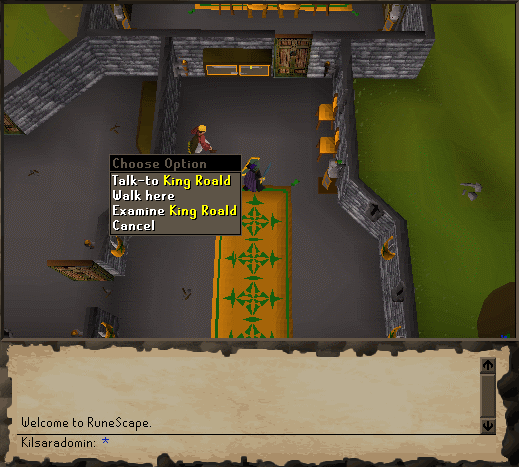 Choose Option
Talk-to King Roald
Walk here
Examine King Roald
Cancel
Welcome to RuneScape.
Kilsaradomin: *